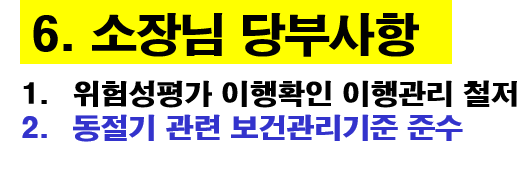 6. 소장님 당부사항
1. 위험성평가 이행확인 이행관리 철저
2. 동절기 관련 보건관리기준 준수